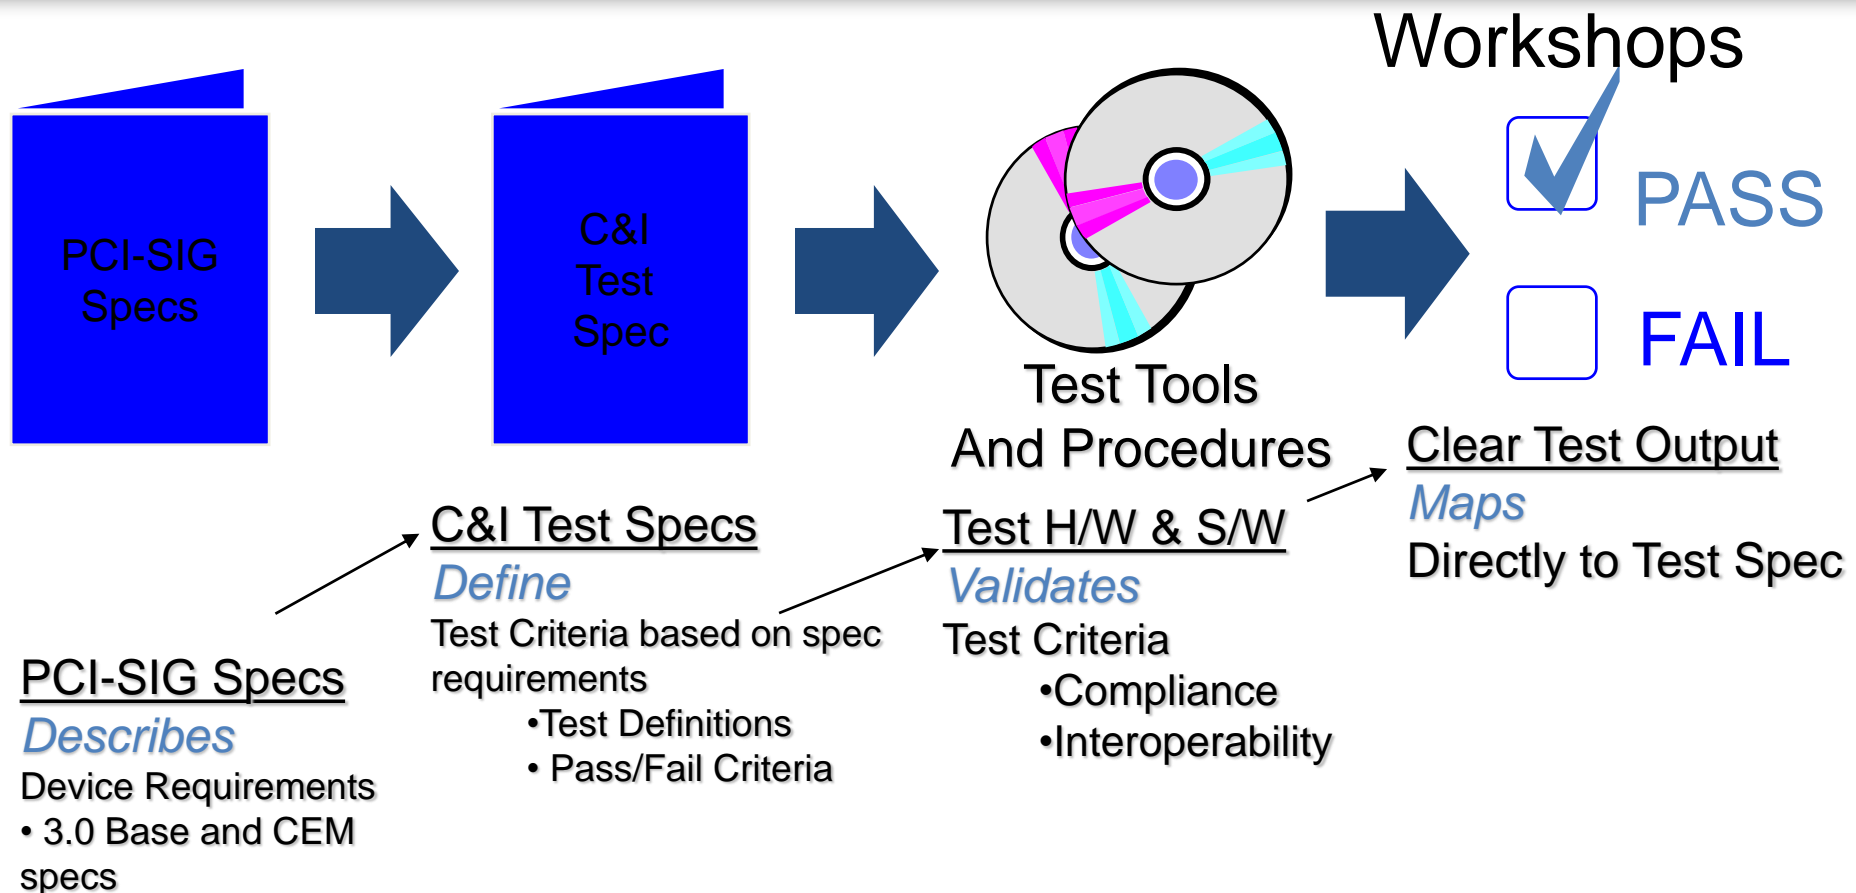 Workshops
PCI-SIG
Specs
C&I
Test
Spec
Test Tools
And Procedures
PASS
FAIL
PCI-SIG Specs
Describes
Device Requirements
• 3.0 Base and CEM
specs
C&I Test Specs
Define
Test Criteria based on spec
requirements
•Test Definitions
• Pass/Fail Criteria
Test H/W & S/W
Validates
Test Criteria
•Compliance
•Interoperability
Clear Test Output
Maps
Directly to Test Spec